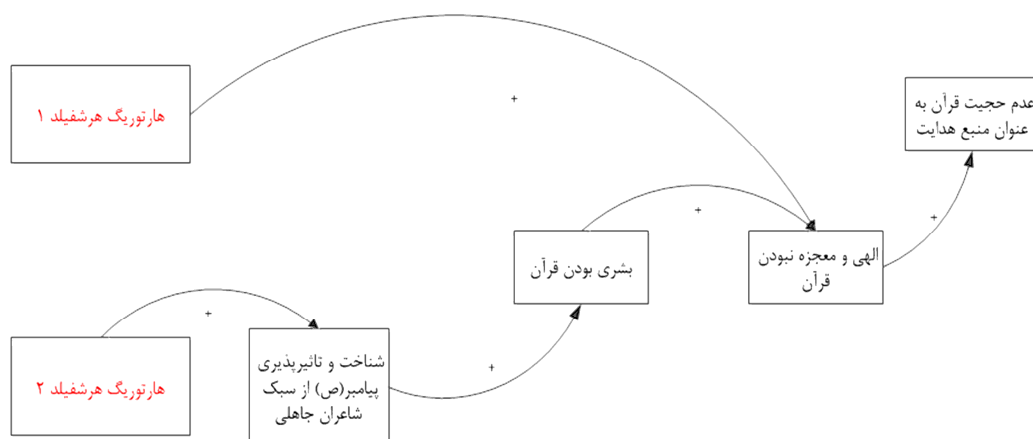 هارتوریگ هرشفیلد ۱
+
عدم حجیت قرآن به
عنوان منبع هدایت
+
+
الهی و معجزه نبودن
قرآن
بشری بودن قرآن
+
هارتوریگ هرشفیلد ۲
شناخت و تاثیرپذیری
پیامبر(ص) از سبک
شاعران جاهلی
+